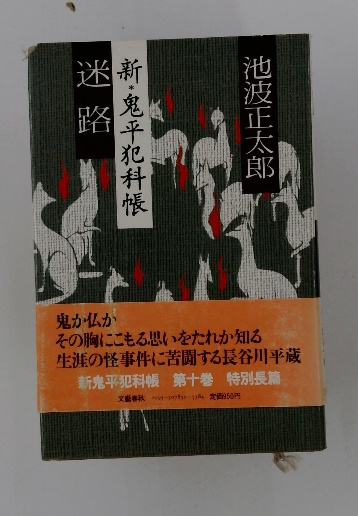 池波正太郎
新*鬼平犯科帳
迷路
鬼か仏か
その胸にこもる思いをたれか知る
生涯の怪事件に苦闘する長谷川平蔵
新鬼平犯科帳 第十巻 特別長篇
文藝春秋 定価950円